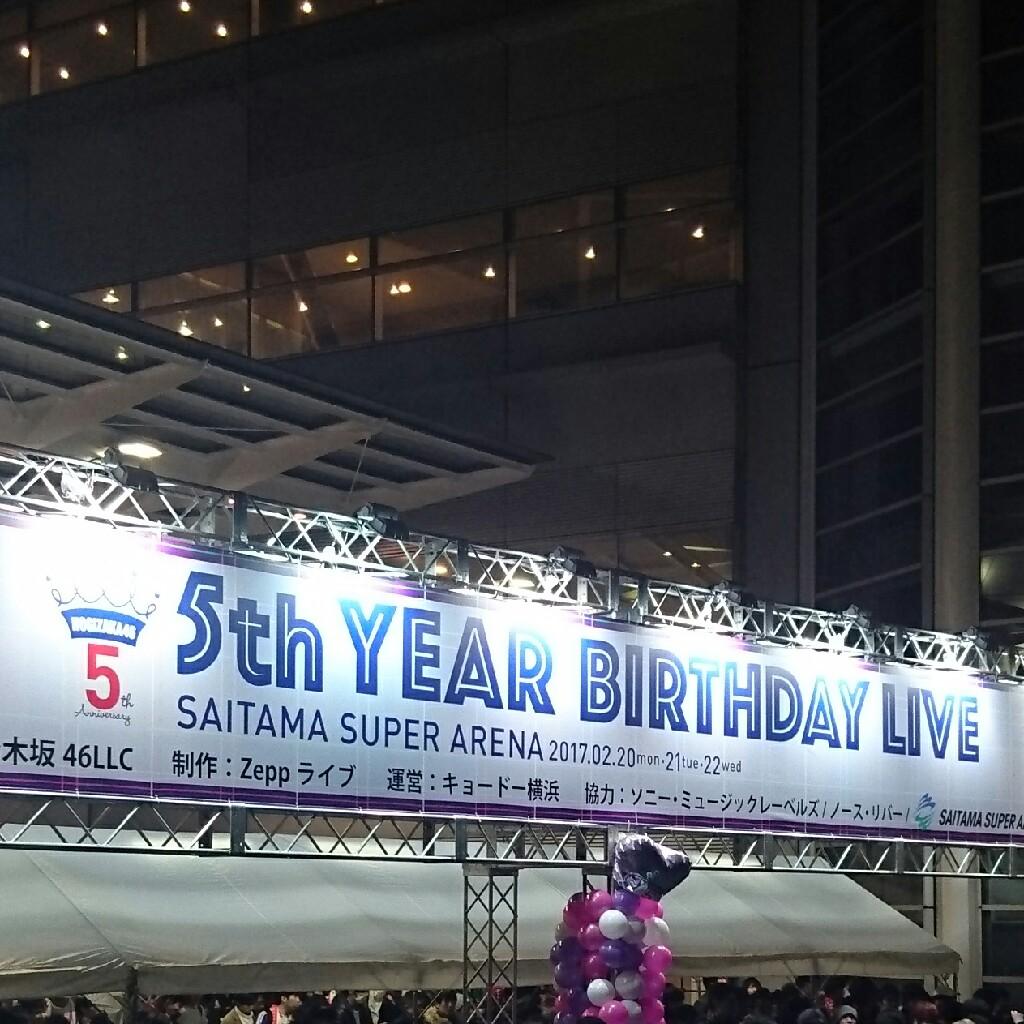 NOGIZAKA46
5th
Anniversary
5th YEAR BIRTHDAY LIVE
SAITAMA SUPER ARENA 2017.02.20mon・21tue・22wed
木坂 46LLC 制作：Zepp ライブ 運営：キョードー横浜 協力：ソニー・ミュージックレーベルズ / ノース・リバー / SAITAMA SUPER A